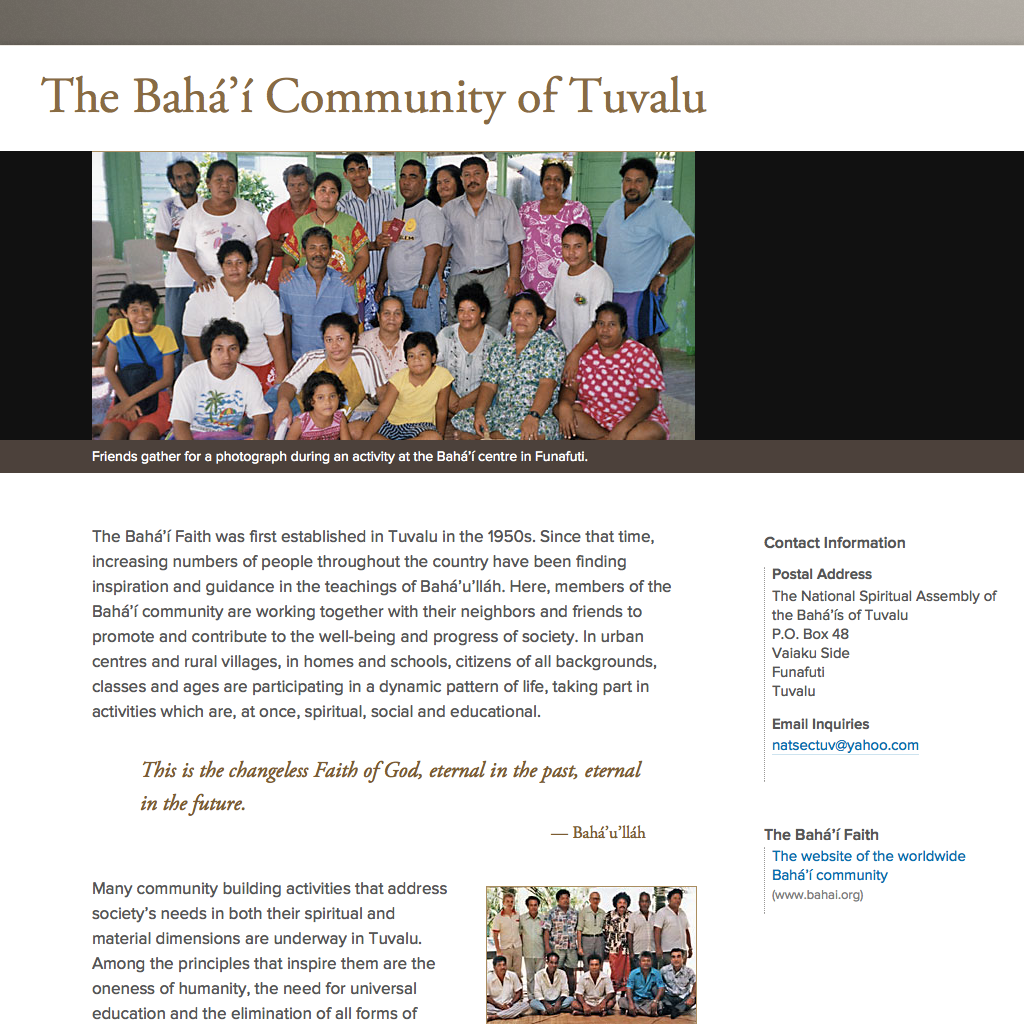 The Bahá’í Community of Tuvalu
Friends gather for a photograph during an activity at the Bahá’í centre in Funafuti.
The Bahá’í Faith was first established in Tuvalu in the 1950s. Since that time,
increasing numbers of people throughout the country have been finding
inspiration and guidance in the teachings of Bahá’u’lláh. Here, members of the
Bahá’í community are working together with their neighbors and friends to
promote and contribute to the well-being and progress of society. In urban
centres and rural villages, in homes and schools, citizens of all backgrounds,
classes and ages are participating in a dynamic pattern of life, taking part in
activities which are, at once, spiritual, social and educational.
This is the changeless Faith of God, eternal in the past, eternal
in the future.
— Bahá’u’lláh
Many community building activities that address
society’s needs in both their spiritual and
material dimensions are underway in Tuvalu.
Among the principles that inspire them are the
oneness of humanity, the need for universal
education and the elimination of all forms of
Contact Information
Postal Address
The National Spiritual Assembly of
the Bahá’ís of Tuvalu
P.O. Box 48
Vaiaku Side
Funafuti
Tuvalu
Email Inquiries
natsectuv@yahoo.com
The Bahá’í Faith
The website of the worldwide
Bahá’í community
(www.bahai.org)